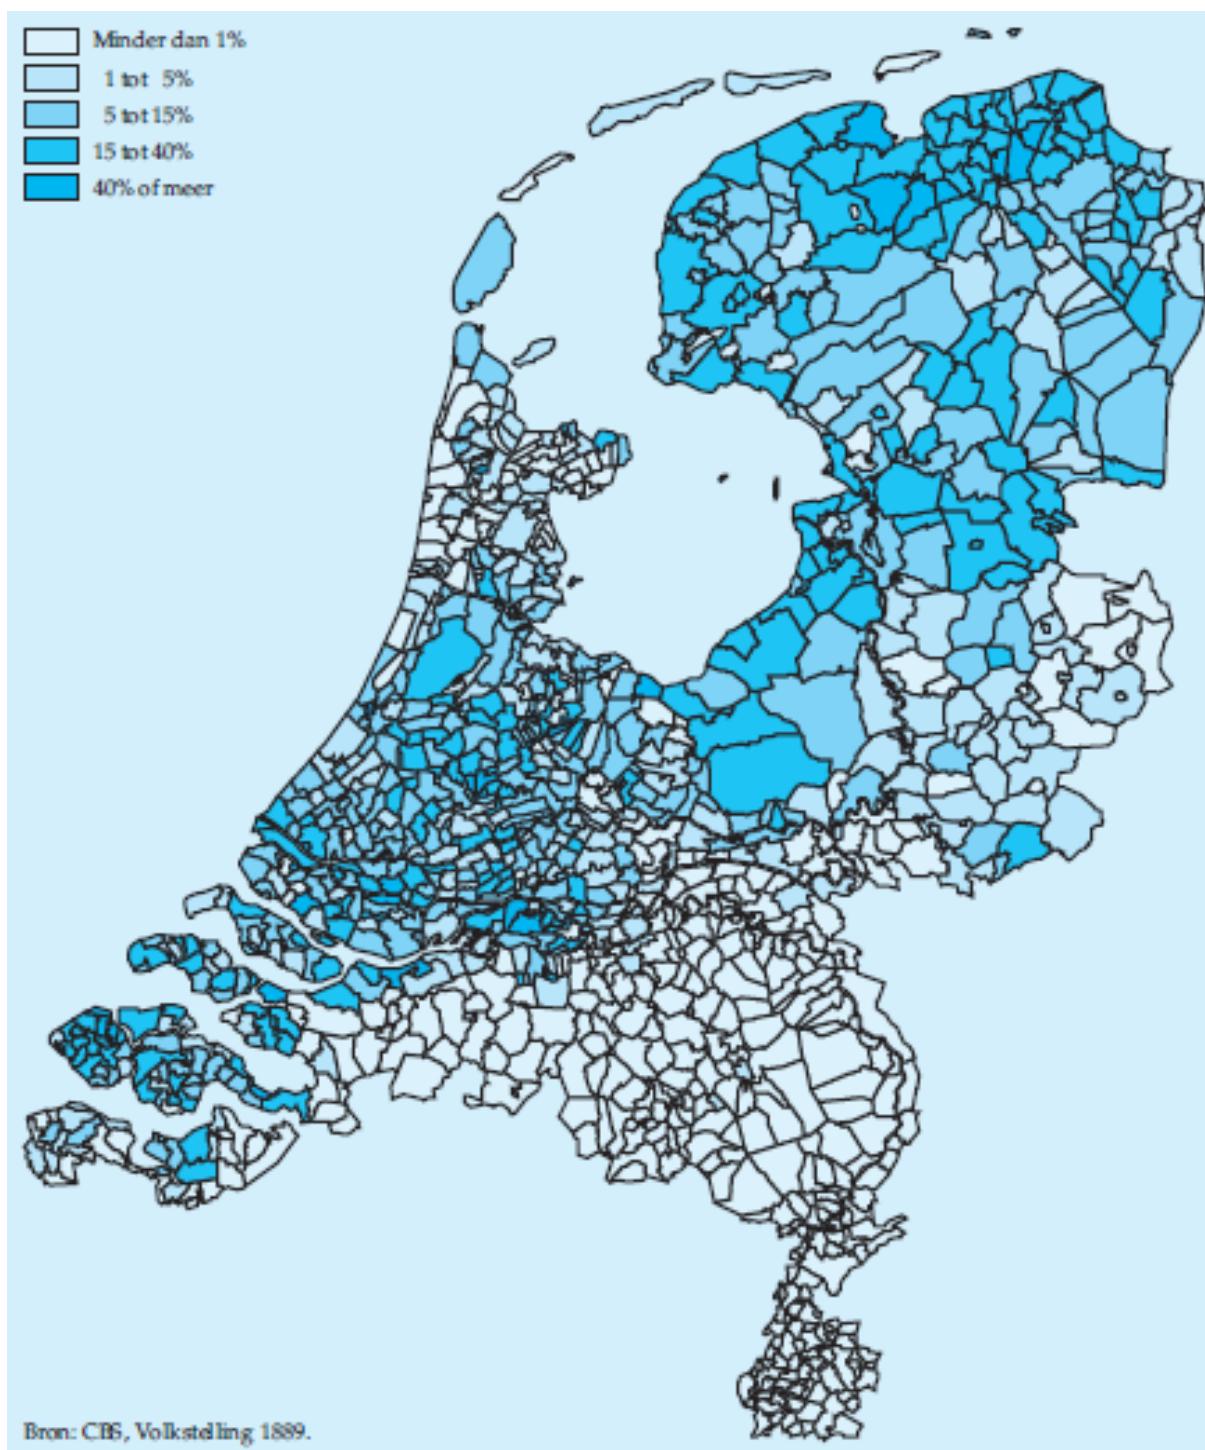 Minder dan 1%
1 tot 5%
5 tot 15%
15 tot 40%
40% of meer
Bron: CBS, Volkstelling 1889.